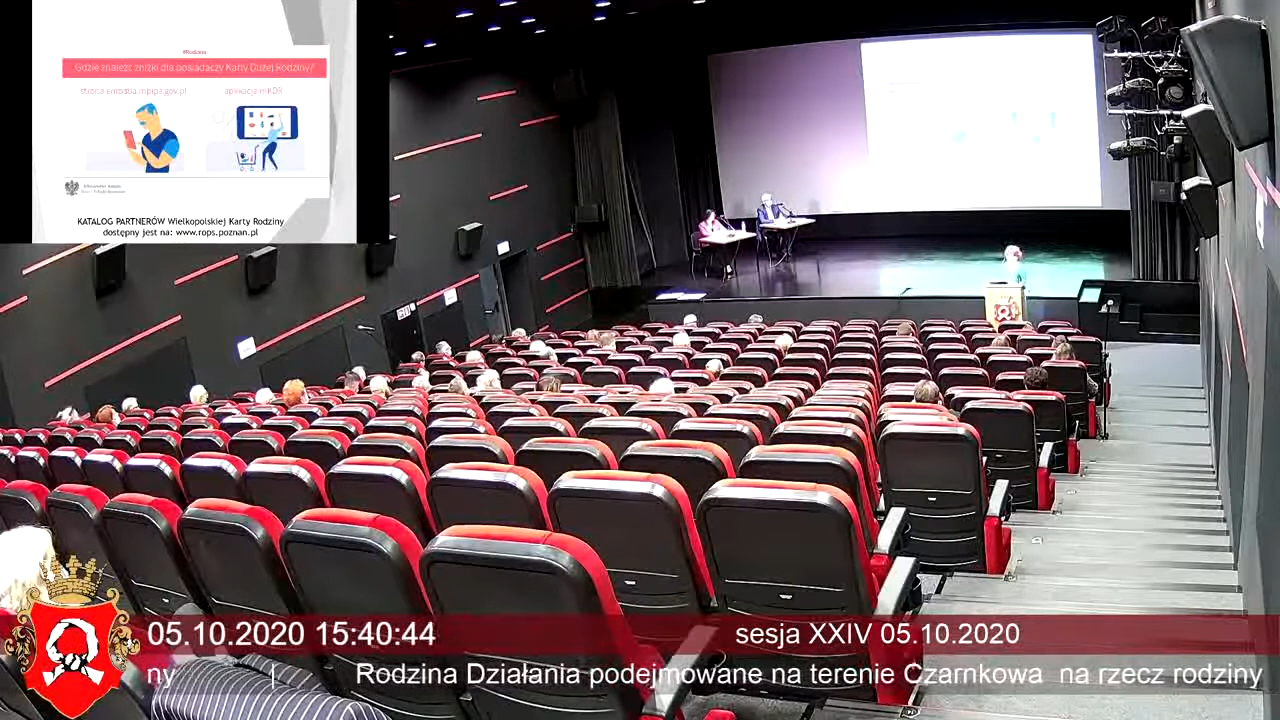 #Rodzina
Gdzie znaleźć zniżki dla posiadaczy Karty Dużej Rodziny?
strona empatia.mpips.gov.pl
aplikacja mKDR
KATALOG PARTNERÓW Wielkopolskiej Karty Rodziny
dostępny jest na: www.rops.poznan.pl
05.10.2020 15:40:44
sesja XXIV 05.10.2020
ny | Rodzina Działania podejmowane na terenie Czarnkowa na rzecz rodziny